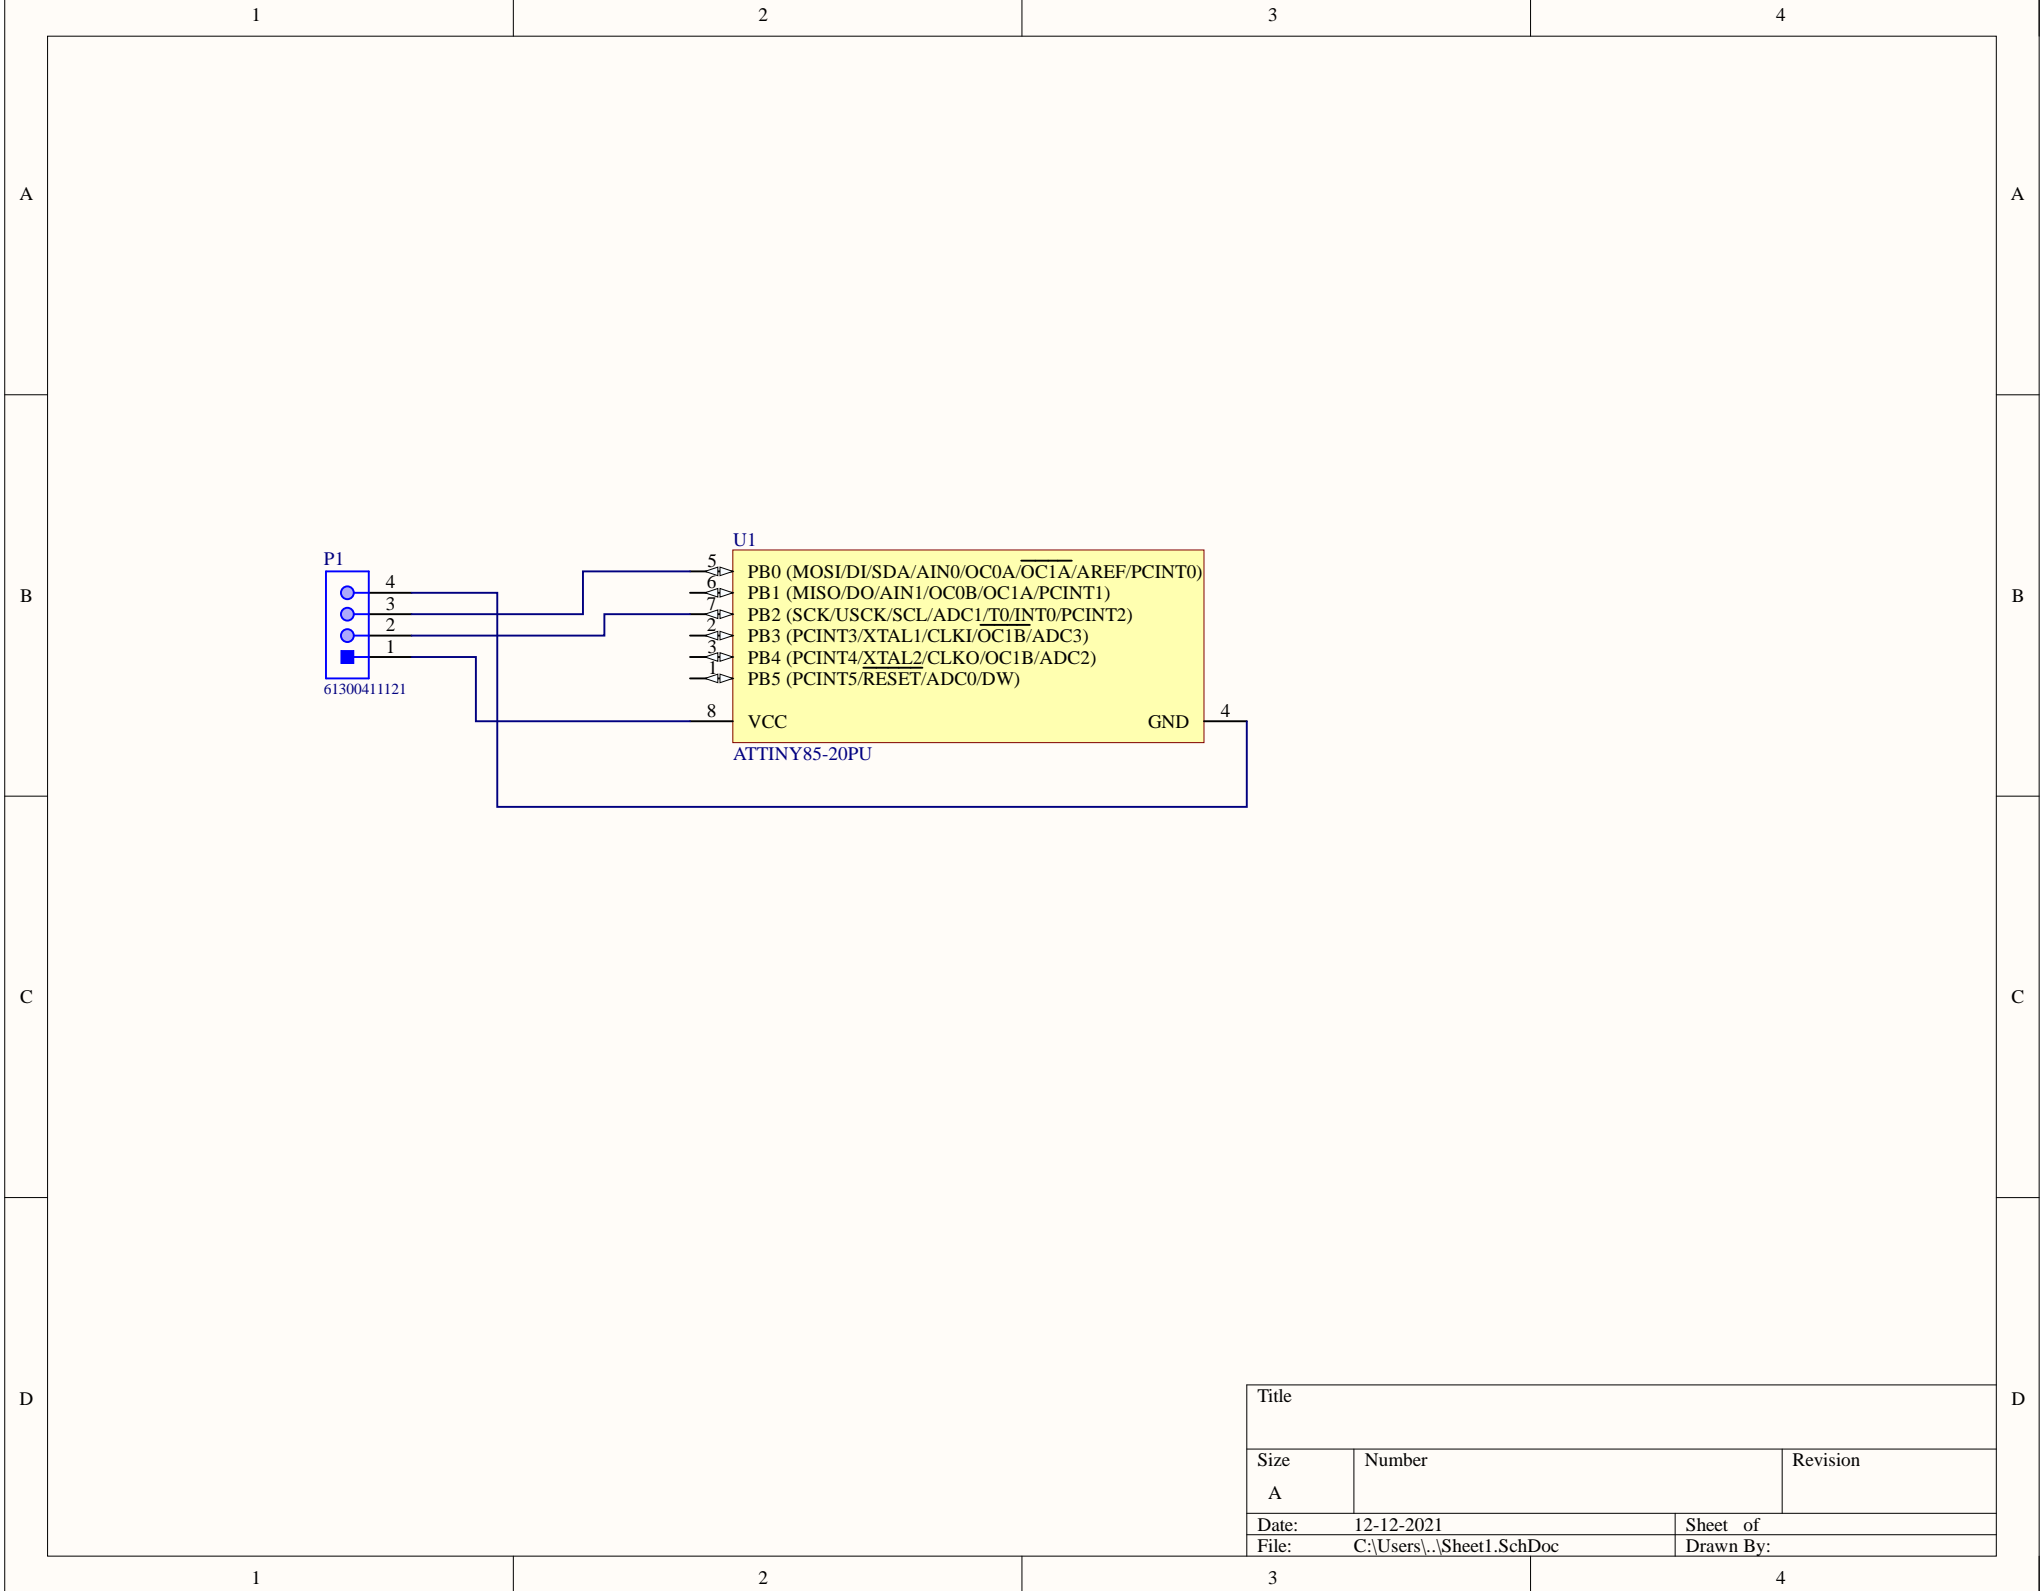 1 2 3 4
A A
B B
C C
D D
P1
4
3
2
1
61300411121
U1
5 PB0 (MOSI/DI/SDA/AIN0/OC0A/OC1A/AREF/PCINT0)
6 PB1 (MISO/DO/AIN1/OC0B/OC1A/PCINT1)
7 PB2 (SCK/USCK/SCL/ADC1/T0/INT0/PCINT2)
2 PB3 (PCINT3/XTAL1/CLKI/OC1B/ADC3)
3 PB4 (PCINT4/XTAL2/CLKO/OC1B/ADC2)
1 PB5 (PCINT5/RESET/ADC0/DW)
8 VCC GND 4
ATTINY85-20PU
Title
Size Number Revision
A
Date: 12-12-2021 Sheet of
File: C:\Users\..\Sheet1.SchDoc Drawn By:
1 2 3 4